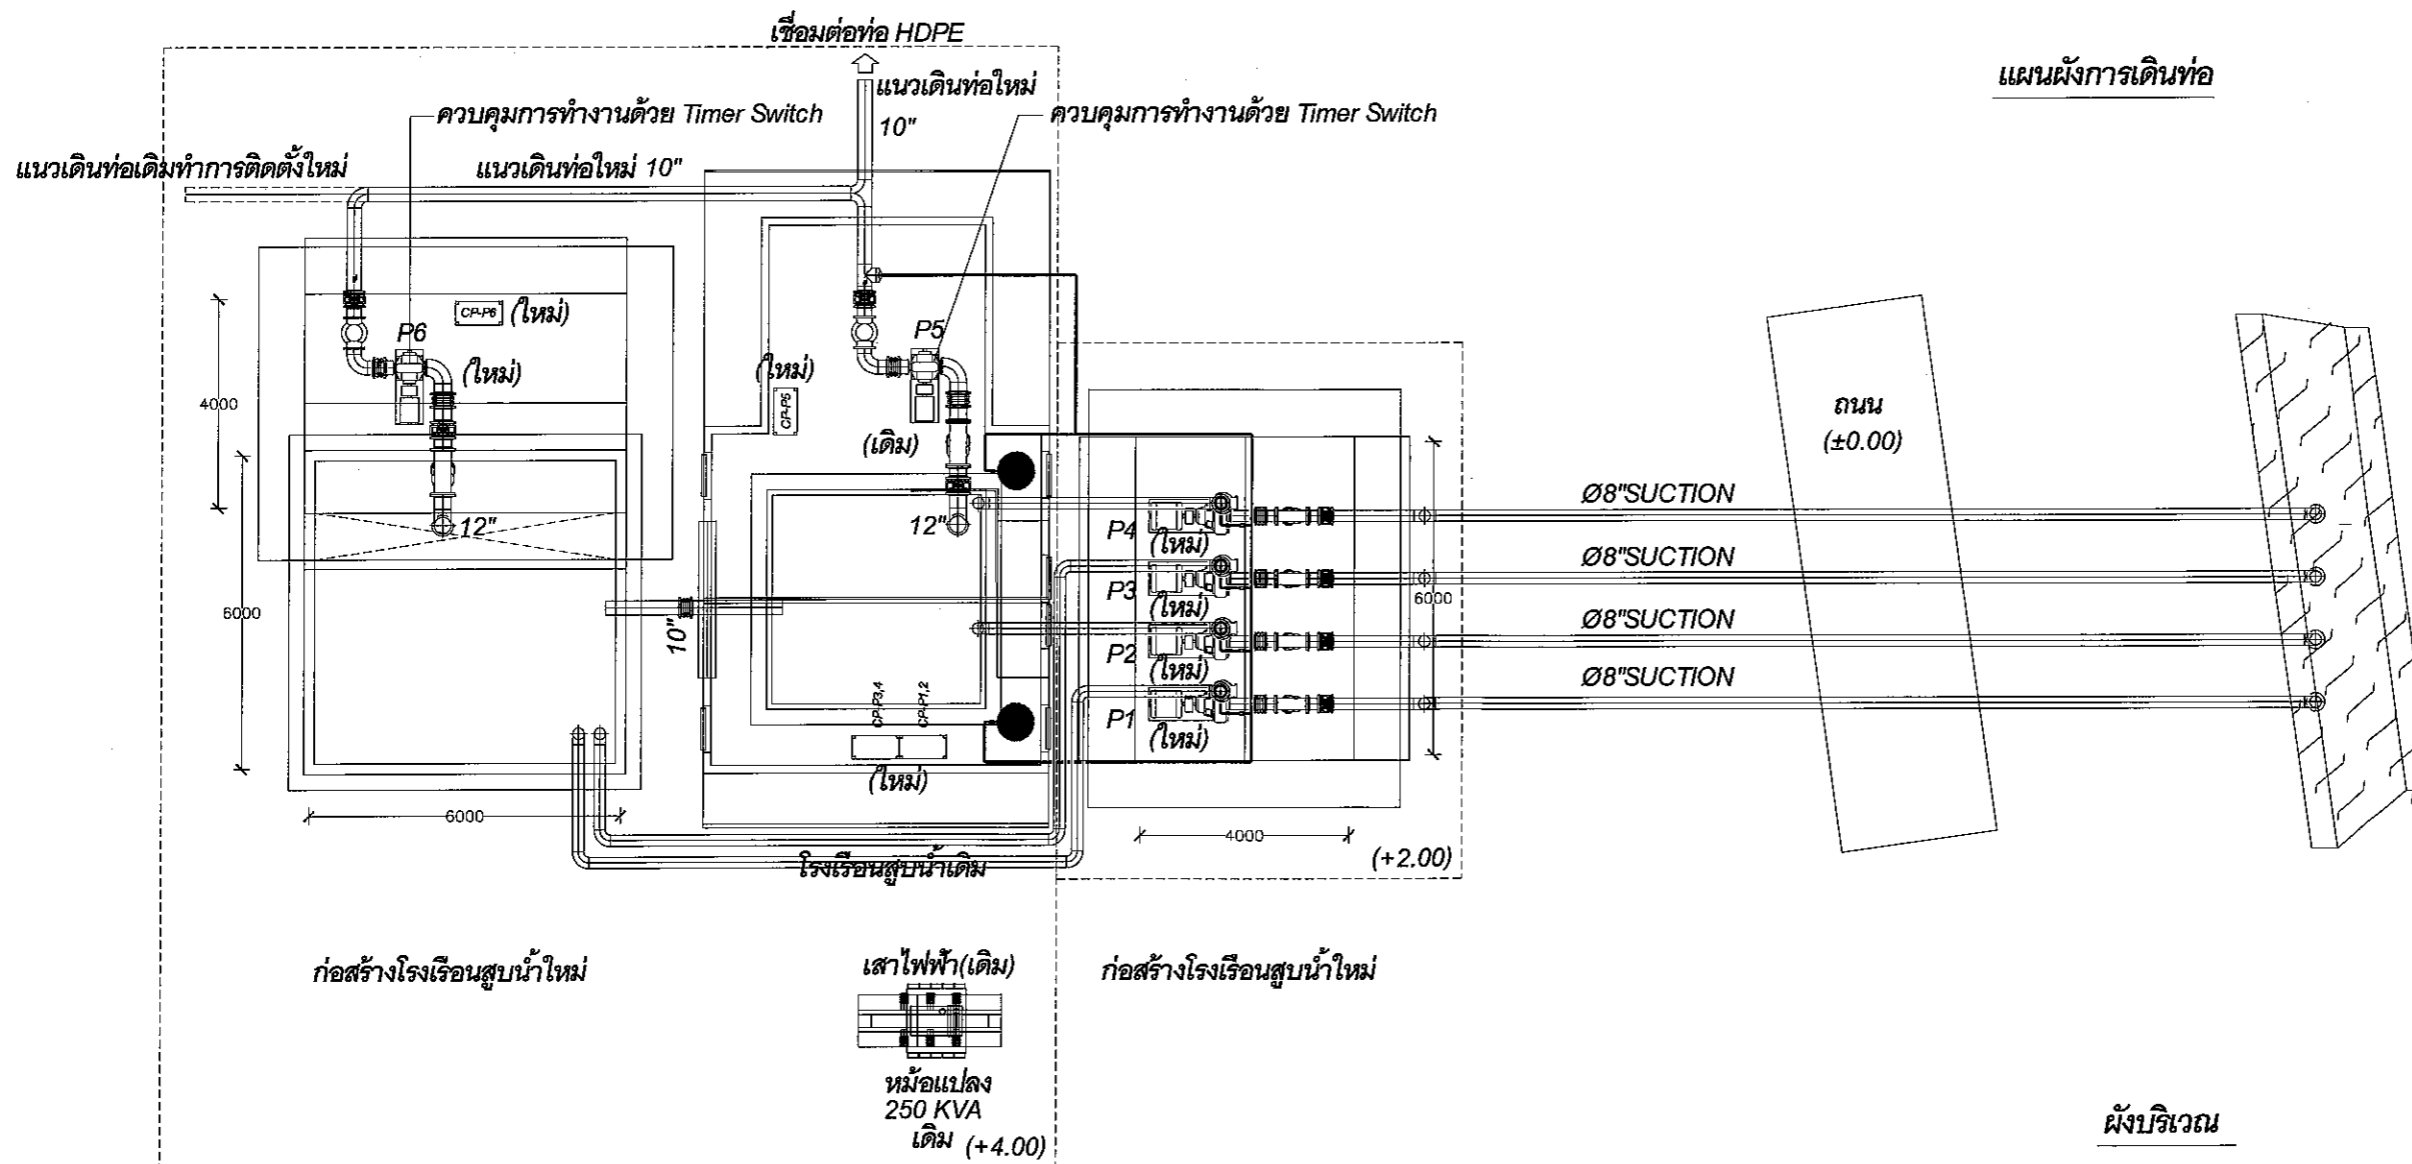 เชื่อมต่อท่อ HDPE
แผนผังการเดินท่อ
แนวเดินท่อใหม่
10"
ควบคุมการทำงานด้วย Timer Switch
ควบคุมการทำงานด้วย Timer Switch
แนวเดินท่อเดิมทำการติดตั้งใหม่
แนวเดินท่อใหม่ 10"
CP-P6 (ใหม่)
P6
(ใหม่)
P5
(ใหม่)
CP-P5
(เดิม)
4000
6000
12"
12"
10"
ถนน
(±0.00)
Ø8"SUCTION
Ø8"SUCTION
Ø8"SUCTION
Ø8"SUCTION
P4
(ใหม่)
P3
(ใหม่)
P2
(ใหม่)
P1
(ใหม่)
6000
CP-P3,4
CP-P1,2
(ใหม่)
6000
4000
(+2.00)
โรงเรือนสูบน้ำเดิม
ก่อสร้างโรงเรือนสูบน้ำใหม่
เสาไฟฟ้า(เดิม)
ก่อสร้างโรงเรือนสูบน้ำใหม่
หม้อแปลง
250 KVA
เดิม (+4.00)
ผังบริเวณ